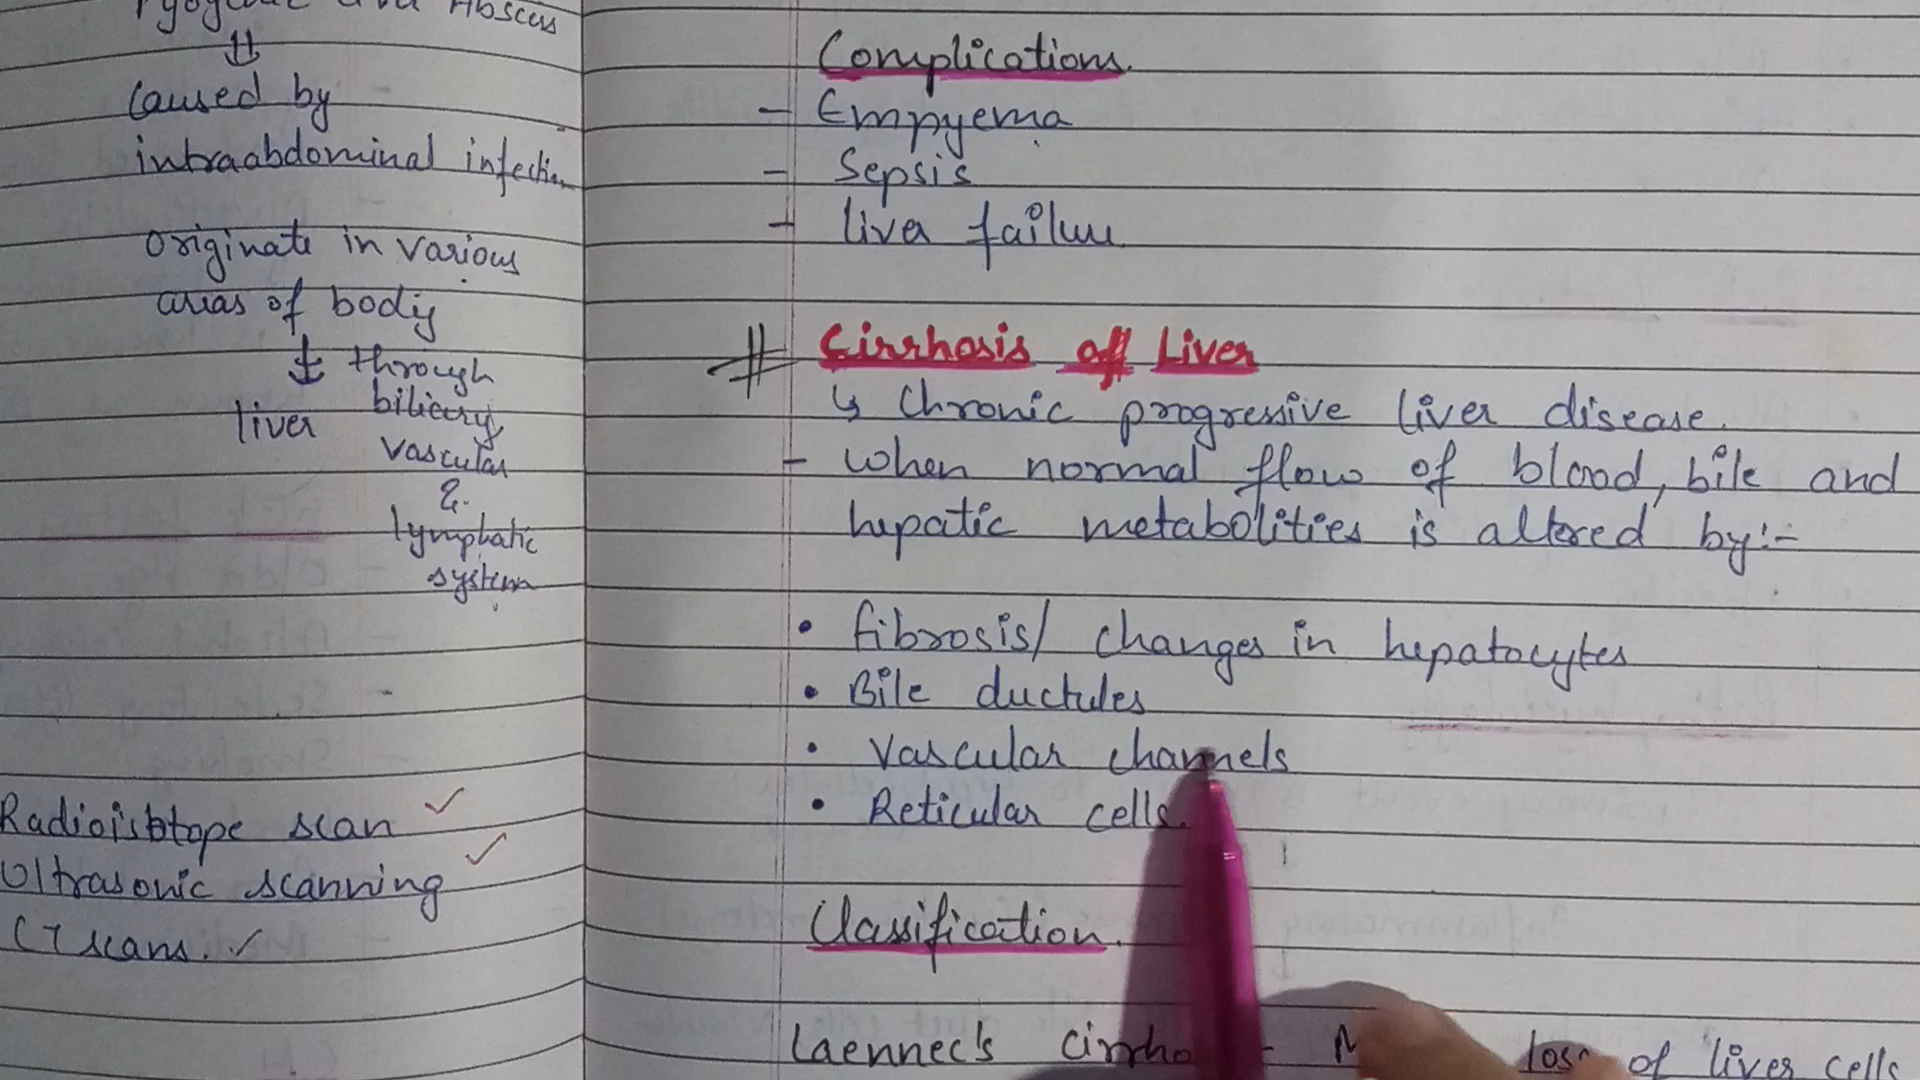 Abscess
Caused by
intraabdominal infection
originate in various
areas of body
through
biliary
liver
vascular
&
lymphatic
system
Radioisbtope scan ✓
Ultrasonic scanning ✓
CT scans. ✓
Complications.
- Empyema
- Sepsis
- liver failure
# Cirrhosis of Liver
↳ Chronic progressive liver disease.
- When normal flow of blood, bile and
hepatic metabolities is altered by:-
• fibrosis/ changes in hepatocytes
• Bile ductules
• Vascular channels
• Reticular cells.
Classification.
Laennec's of liver cells